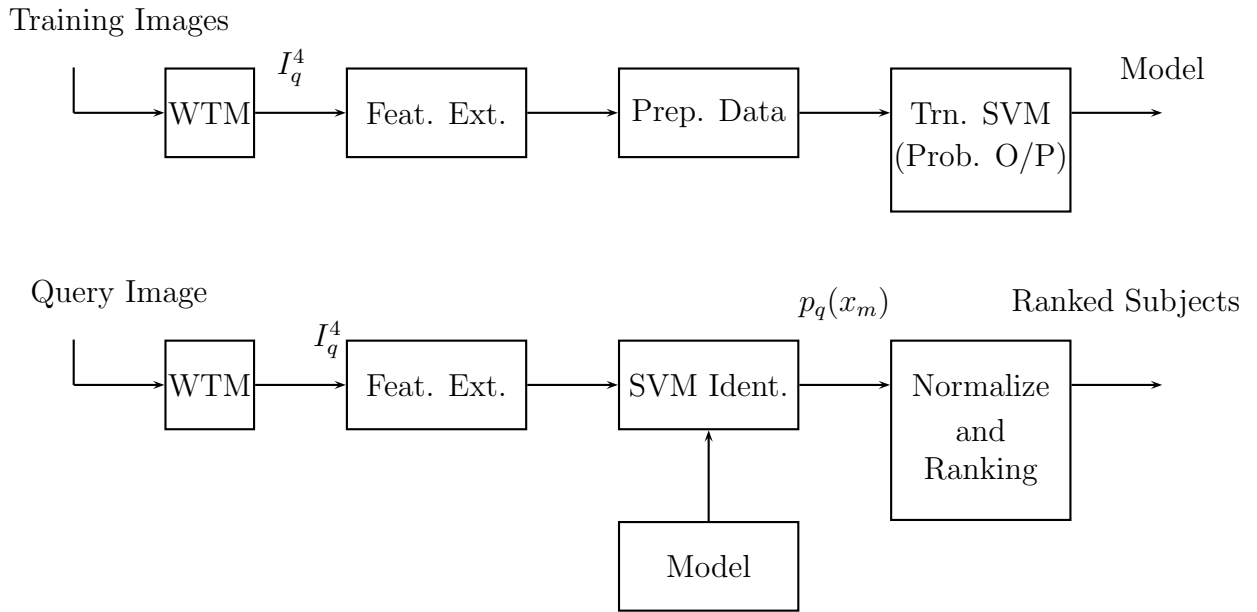 Training Images
I_q^4
Model
WTM
Feat. Ext.
Prep. Data
Trn. SVM
(Prob. O/P)
Query Image
I_q^4
p_q(x_m)
Ranked Subjects
WTM
Feat. Ext.
SVM Ident.
Normalize
and
Ranking
Model